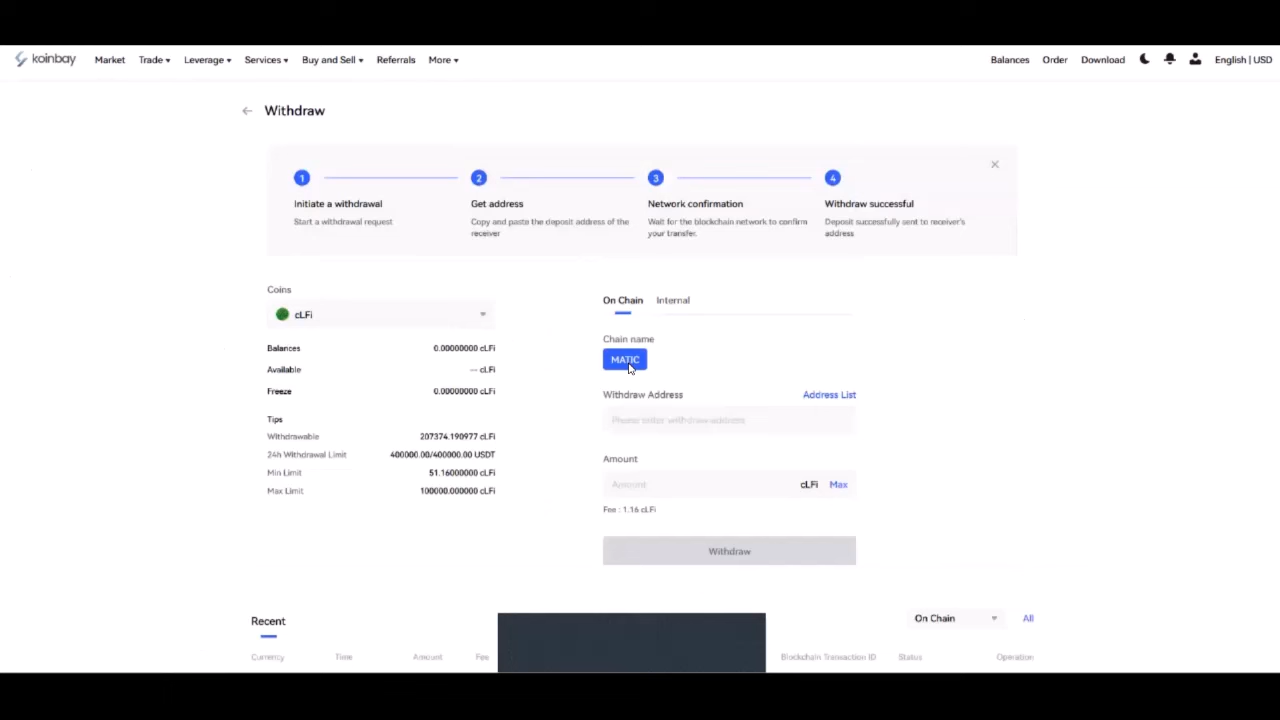 koinbay Market Trade Leverage Services Buy and Sell Referrals More Balances Order Download English | USD
← Withdraw
1 2 3 4
Initiate a withdrawal Get address Network confirmation Withdraw successful
Start a withdrawal request Copy and paste the deposit address of the Wait for the blockchain network to confirm Deposit successfully sent to receiver's
receiver your transfer. address
Coins
cLFi
Balances 0.00000000 cLFi
Available -- cLFi
Freeze 0.00000000 cLFi
Tips
Withdrawable 207374.190977 cLFi
24h Withdrawal Limit 400000.00/400000.00 USDT
Min Limit 51.16000000 cLFi
Max Limit 100000.000000 cLFi
On Chain Internal
Chain name
MATIC
Withdraw Address Address List
Please enter withdraw address
Amount
Amount cLFi Max
Fee : 1.16 cLFi
Withdraw
Recent On Chain All
Currency Time Amount Fee Blockchain Transaction ID Status Operation